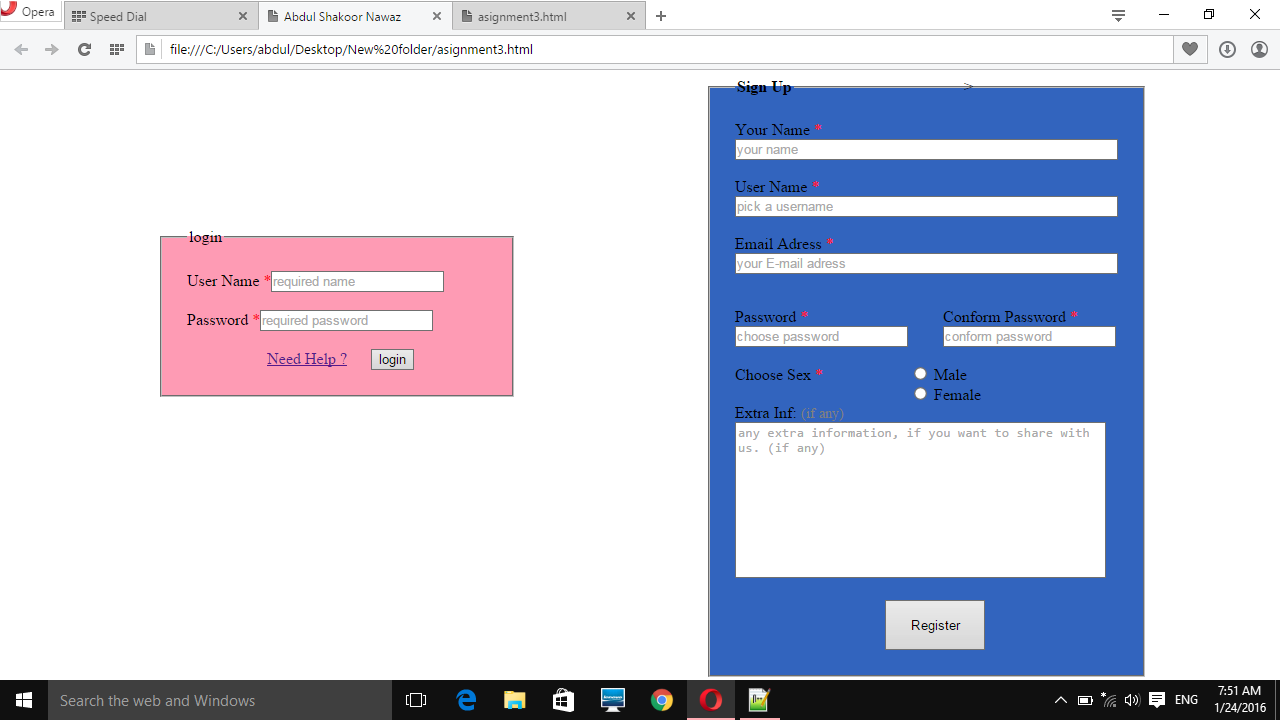 Opera
Speed Dial
Abdul Shakoor Nawaz
asignment3.html
file:///C:/Users/abdul/Desktop/New%20folder/asignment3.html
login
User Name *
required name
Password *
required password
Need Help ?
login
Sign Up
>
Your Name *
your name
User Name *
pick a username
Email Adress *
your E-mail adress
Password *
Conform Password *
choose password
conform password
Choose Sex *
Male
Female
Extra Inf: (if any)
any extra information, if you want to share with
us. (if any)
Register
Search the web and Windows
ENG
7:51 AM
1/24/2016